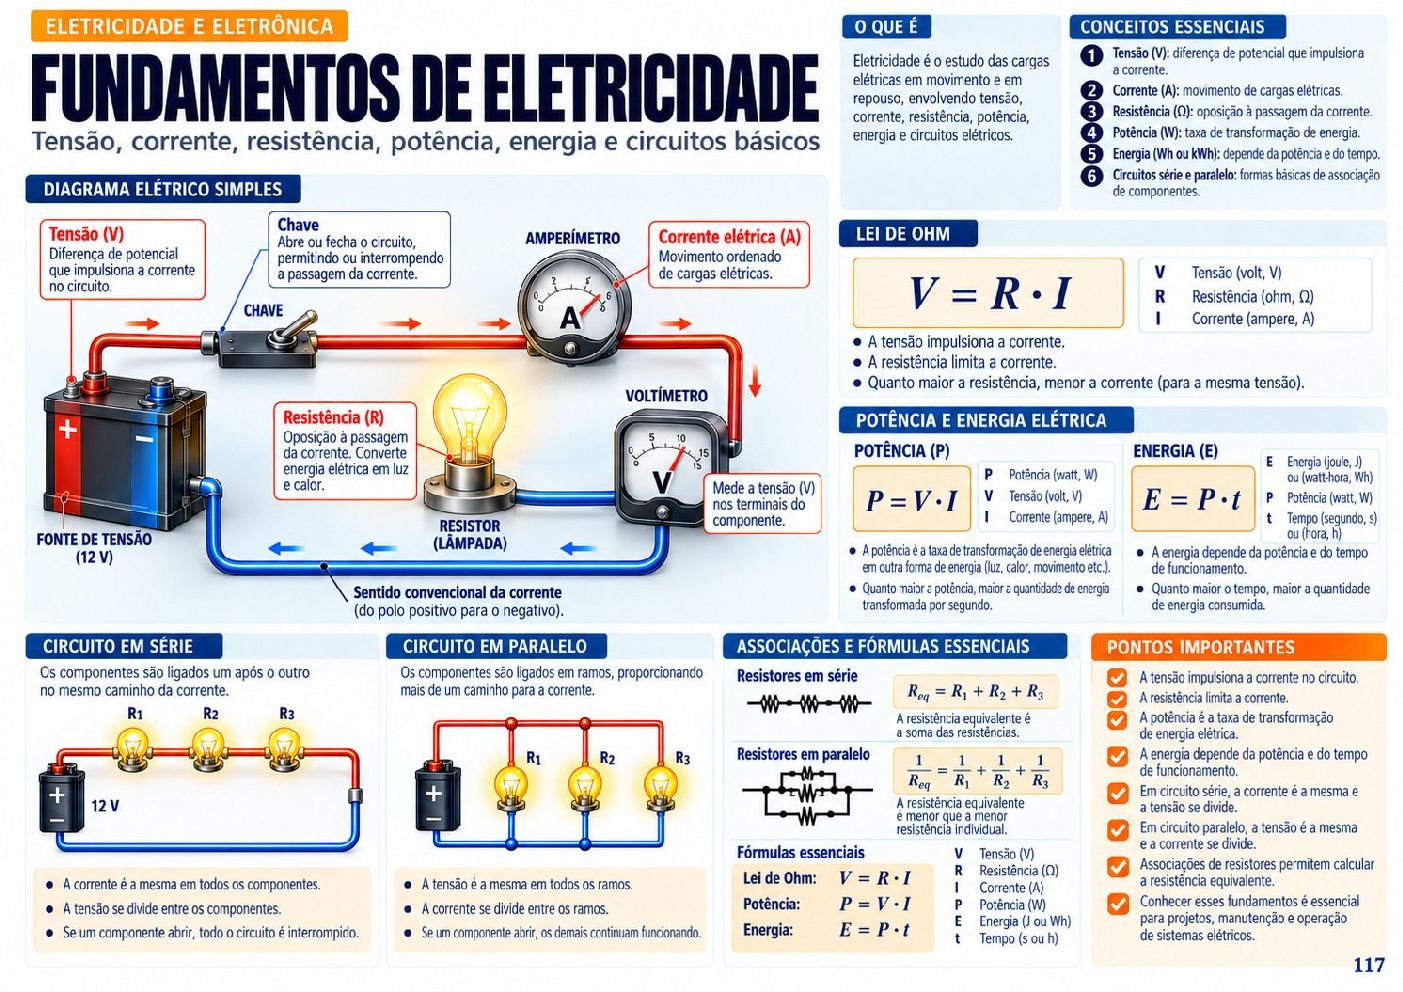 ELETRICIDADE E ELETRÔNICA
FUNDAMENTOS DE ELETRICIDADE
Tensão, corrente, resistência, potência, energia e circuitos básicos
O QUE É
Eletricidade é o estudo das cargas
elétricas em movimento e em
repouso, envolvendo tensão,
corrente, resistência, potência,
energia e circuitos elétricos.
CONCEITOS ESSENCIAIS
1 Tensão (V): diferença de potencial que impulsiona
a corrente.
2 Corrente (A): movimento de cargas elétricas.
3 Resistência (Ω): oposição à passagem da corrente.
4 Potência (W): taxa de transformação de energia.
5 Energia (Wh ou kWh): depende da potência e do tempo.
6 Circuitos série e paralelo: formas básicas de associação
de componentes.
DIAGRAMA ELÉTRICO SIMPLES
Tensão (V)
Diferença de potencial
que impulsiona a corrente
no circuito.
Chave
Abre ou fecha o circuito,
permitindo ou interrompendo
a passagem da corrente.
CHAVE
AMPERÍMETRO
A
Corrente elétrica (A)
Movimento ordenado
de cargas elétricas.
Resistência (R)
Oposição à passagem
da corrente. Converte
energia elétrica em luz
e calor.
VOLTÍMETRO
0 5 10 15
V
Mede a tensão (V)
nos terminais do
componente.
+ −
FONTE DE TENSÃO
(12 V)
RESISTOR
(LÂMPADA)
Sentido convencional da corrente
(do polo positivo para o negativo).
LEI DE OHM
V = R · I
V Tensão (volt, V)
R Resistência (ohm, Ω)
I Corrente (ampere, A)
• A tensão impulsiona a corrente.
• A resistência limita a corrente.
• Quanto maior a resistência, menor a corrente (para a mesma tensão).
POTÊNCIA E ENERGIA ELÉTRICA
POTÊNCIA (P)
P = V · I
P Potência (watt, W)
V Tensão (volt, V)
I Corrente (ampere, A)
• A potência é a taxa de transformação de energia elétrica
em outra forma de energia (luz, calor, movimento etc.).
• Quanto maior a potência, maior a quantidade de energia
transformada por segundo.
ENERGIA (E)
E = P · t
E Energia (joule, J)
ou (watt-hora, Wh)
P Potência (watt, W)
t Tempo (segundo, s)
ou (hora, h)
• A energia depende da potência e do tempo
de funcionamento.
• Quanto maior o tempo, maior a quantidade
de energia consumida.
CIRCUITO EM SÉRIE
Os componentes são ligados um após o outro
no mesmo caminho da corrente.
R1 R2 R3
+
−
12 V
• A corrente é a mesma em todos os componentes.
• A tensão se divide entre os componentes.
• Se um componente abrir, todo o circuito é interrompido.
CIRCUITO EM PARALELO
Os componentes são ligados em ramos, proporcionando
mais de um caminho para a corrente.
R1 R2 R3
+
−
• A tensão é a mesma em todos os ramos.
• A corrente se divide entre os ramos.
• Se um componente abrir, os demais continuam funcionando.
ASSOCIAÇÕES E FÓRMULAS ESSENCIAIS
Resistores em série
Req = R1 + R2 + R3
A resistência equivalente é
a soma das resistências.
Resistores em paralelo
1/Req = 1/R1 + 1/R2 + 1/R3
A resistência equivalente
é menor que a menor
resistência individual.
Fórmulas essenciais
Lei de Ohm: V = R · I
Potência: P = V · I
Energia: E = P · t
V Tensão (V)
R Resistência (Ω)
I Corrente (A)
P Potência (W)
E Energia (J ou Wh)
t Tempo (s ou h)
PONTOS IMPORTANTES
A tensão impulsiona a corrente no circuito.
A resistência limita a corrente.
A potência é a taxa de transformação
de energia elétrica.
A energia depende da potência e do tempo
de funcionamento.
Em circuito série, a corrente é a mesma e
a tensão se divide.
Em circuito paralelo, a tensão é a mesma
e a corrente se divide.
Associações de resistores permitem calcular
a resistência equivalente.
Conhecer esses fundamentos é essencial
para projetos, manutenção e operação
de sistemas elétricos.
117